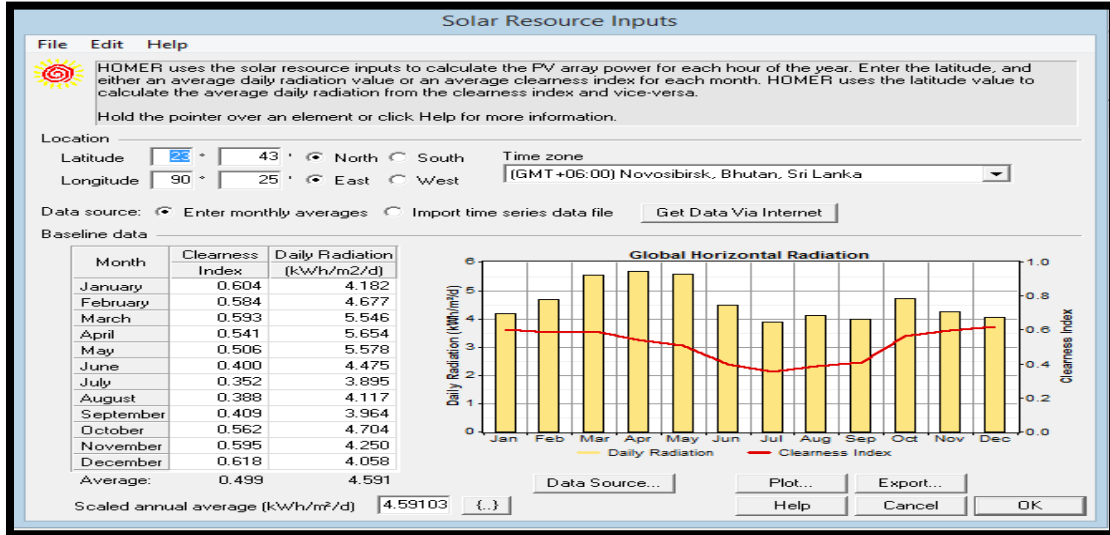 Solar Resource Inputs
File Edit Help
HOMER uses the solar resource inputs to calculate the PV array power for each hour of the year. Enter the latitude, and
either an average daily radiation value or an average clearness index for each month. HOMER uses the latitude value to
calculate the average daily radiation from the clearness index and vice-versa.
Hold the pointer over an element or click Help for more information.
Location
Latitude 23 ° 43 ' North South
Longitude 90 ° 25 ' East West
Time zone
(GMT+06:00) Novosibirsk, Bhutan, Sri Lanka
Data source: Enter monthly averages Import time series data file Get Data Via Internet
Baseline data
Month Clearness Index Daily Radiation (kWh/m2/d)
January 0.604 4.182
February 0.584 4.677
March 0.593 5.546
April 0.541 5.654
May 0.506 5.578
June 0.400 4.475
July 0.352 3.895
August 0.388 4.117
September 0.409 3.964
October 0.562 4.704
November 0.595 4.250
December 0.618 4.058
Average: 0.499 4.591
Scaled annual average (kWh/m²/d) 4.59103 {..}
Global Horizontal Radiation
Daily Radiation (kWh/m²/d)
6
5
4
3
2
1
0
Jan Feb Mar Apr May Jun Jul Aug Sep Oct Nov Dec
1.0
0.8
0.6
0.4
0.2
0.0
Clearness Index
Daily Radiation Clearness Index
Data Source... Plot... Export...
Help Cancel OK